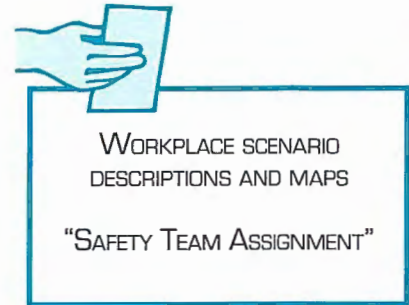 WORKPLACE SCENARIO
DESCRIPTIONS AND MAPS
"SAFETY TEAM ASSIGNMENT"